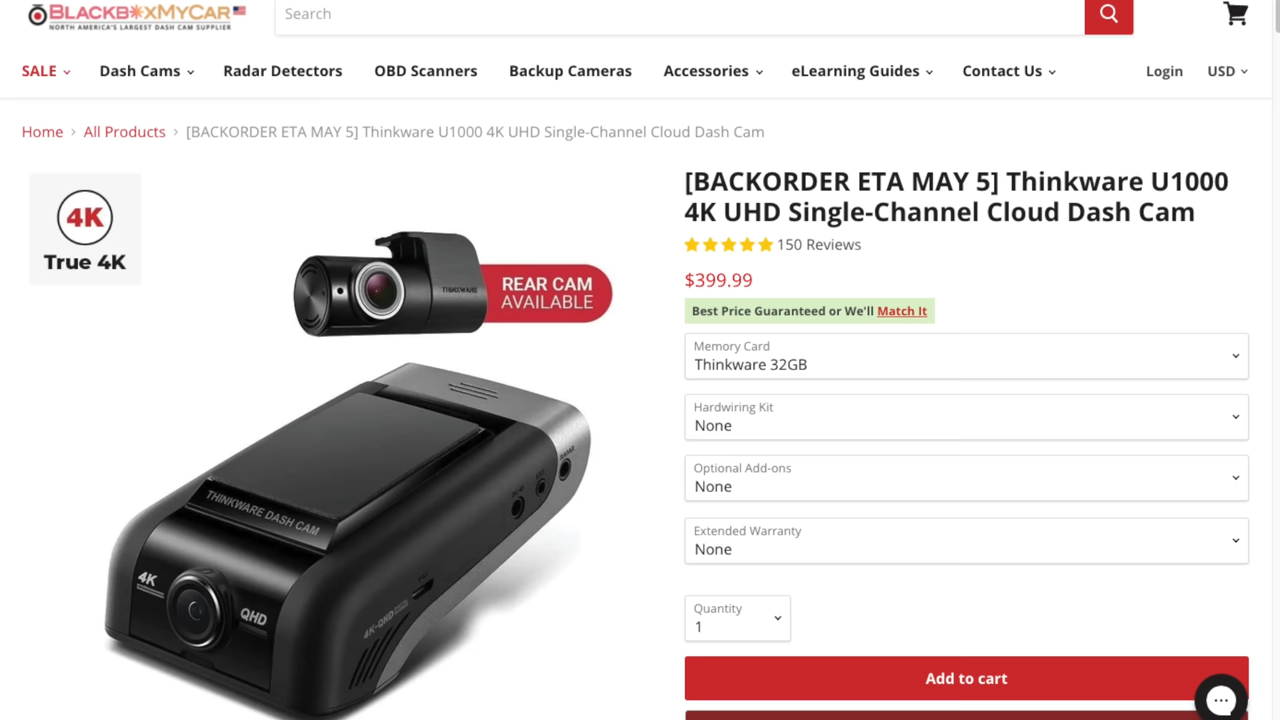 BLACKBOXMYCAR
NORTH AMERICA'S LARGEST DASH CAM SUPPLIER
Search
SALE Dash Cams Radar Detectors OBD Scanners Backup Cameras Accessories eLearning Guides Contact Us Login USD
Home > All Products > [BACKORDER ETA MAY 5] Thinkware U1000 4K UHD Single-Channel Cloud Dash Cam
4K
True 4K
THINKWARE
REAR CAM
AVAILABLE
THINKWARE DASH CAM
4K
QHD
4K·QHD
[BACKORDER ETA MAY 5] Thinkware U1000
4K UHD Single-Channel Cloud Dash Cam
150 Reviews
$399.99
Best Price Guaranteed or We'll Match It
Memory Card
Thinkware 32GB
Hardwiring Kit
None
Optional Add-ons
None
Extended Warranty
None
Quantity
1
Add to cart